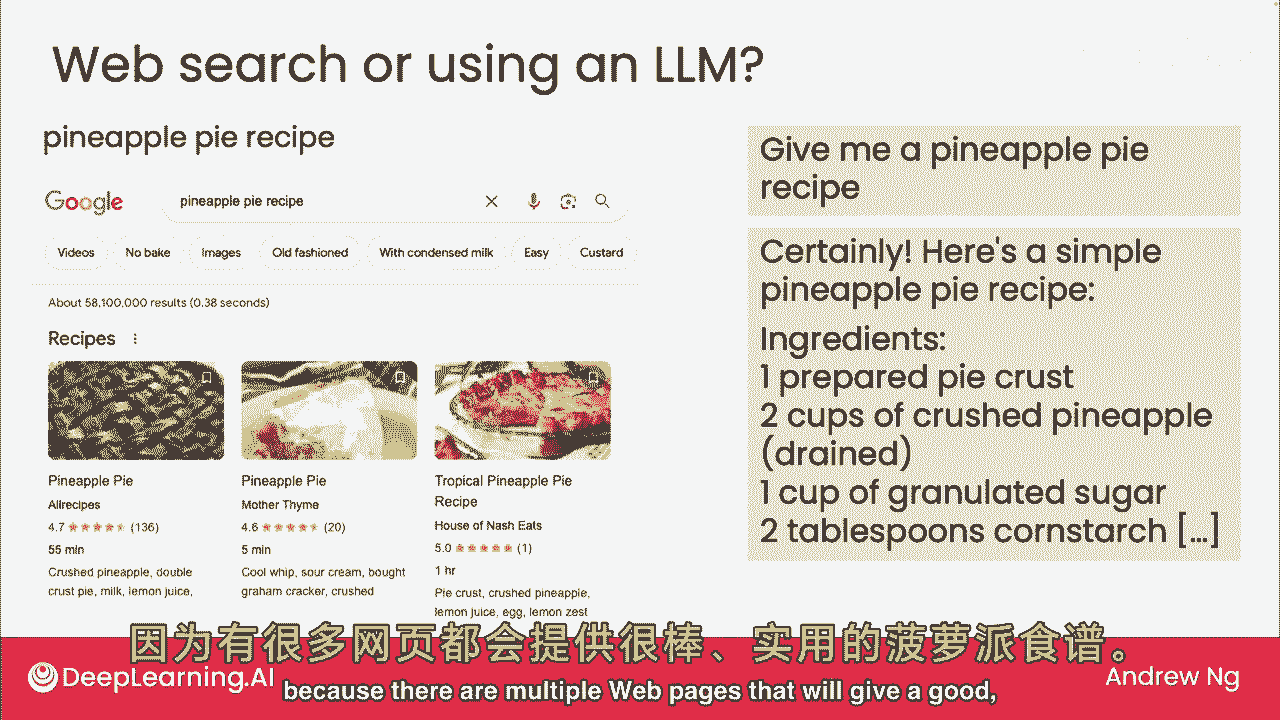 Web search or using an LLM?
pineapple pie recipe
Google
pineapple pie recipe
Videos
No bake
Images
Old fashioned
With condensed milk
Easy
Custard
About 58,100,000 results (0.38 seconds)
Recipes
Pineapple Pie
Allrecipes
4.7 (136)
55 min
Crushed pineapple, double
crust pie, milk, lemon juice,
Pineapple Pie
Mother Thyme
4.6 (20)
5 min
Cool whip, sour cream, bought
graham cracker, crushed
Tropical Pineapple Pie
Recipe
House of Nash Eats
5.0 (1)
1 hr
Pie crust, crushed pineapple,
lemon juice, egg, lemon zest
Give me a pineapple pie
recipe
Certainly! Here's a simple
pineapple pie recipe:
Ingredients:
1 prepared pie crust
2 cups of crushed pineapple
(drained)
1 cup of granulated sugar
2 tablespoons cornstarch [...]
因为有很多网页都会提供很棒、实用的菠萝派食谱。
DeepLearning.AI
because there are multiple Web pages that will give a good,
Andrew Ng